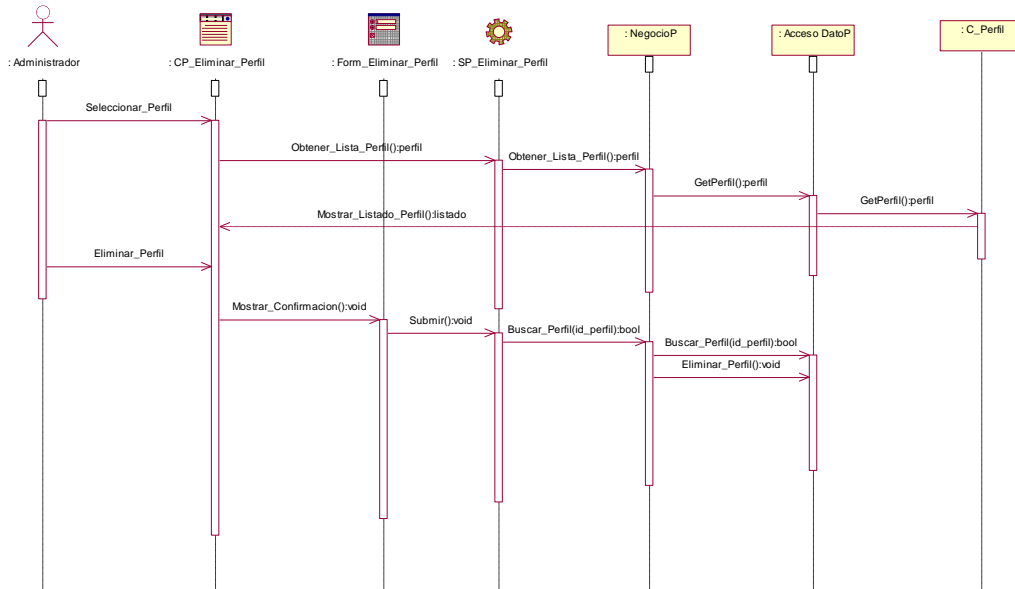 : Administrador
: CP_Eliminar_Perfil
: Form_Eliminar_Perfil
: SP_Eliminar_Perfil
: NegocioP
: Acceso DatoP
: C_Perfil
Seleccionar_Perfil
Obtener_Lista_Perfil():perfil
Obtener_Lista_Perfil():perfil
GetPerfil():perfil
GetPerfil():perfil
Mostrar_Listado_Perfil():listado
Eliminar_Perfil
Mostrar_Confirmacion():void
Submir():void
Buscar_Perfil(id_perfil):bool
Buscar_Perfil(id_perfil):bool
Eliminar_Perfil():void